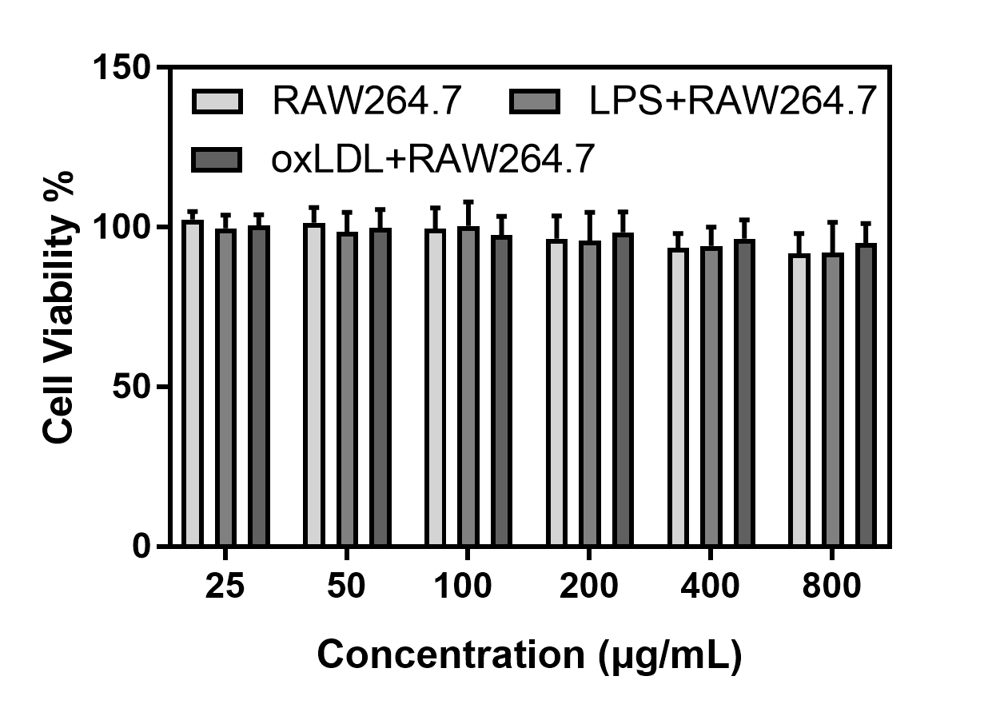 150
RAW264.7 LPS+RAW264.7
oxLDL+RAW264.7
100
50
0
Cell Viability %
25 50 100 200 400 800
Concentration (µg/mL)